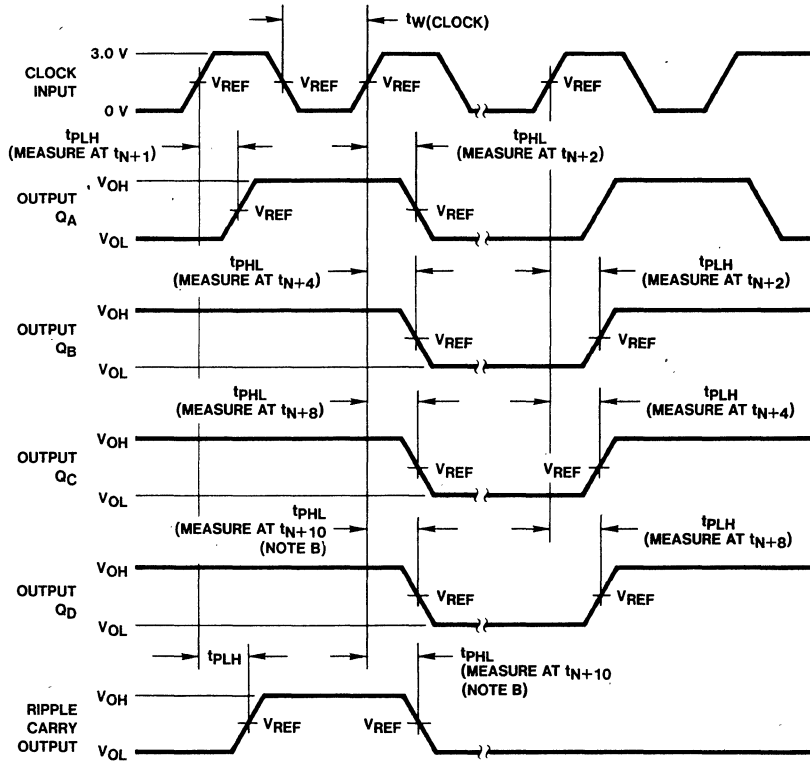 tW(CLOCK)
3.0 V
CLOCK
INPUT
VREF
VREF
VREF
VREF
0 V
tPLH
(MEASURE AT tN+1)
tPHL
(MEASURE AT tN+2)
VOH
OUTPUT
QA
VREF
VREF
VOL
tPHL
(MEASURE AT tN+4)
tPLH
(MEASURE AT tN+2)
VOH
OUTPUT
QB
VREF
VREF
VOL
tPHL
(MEASURE AT tN+8)
tPLH
(MEASURE AT tN+4)
VOH
OUTPUT
QC
VREF
VREF
VOL
tPHL
(MEASURE AT tN+10
(NOTE B)
tPLH
(MEASURE AT tN+8)
VOH
OUTPUT
QD
VREF
VREF
VOL
tPLH
tPHL
(MEASURE AT tN+10
(NOTE B)
VOH
RIPPLE
CARRY
OUTPUT
VREF
VREF
VOL